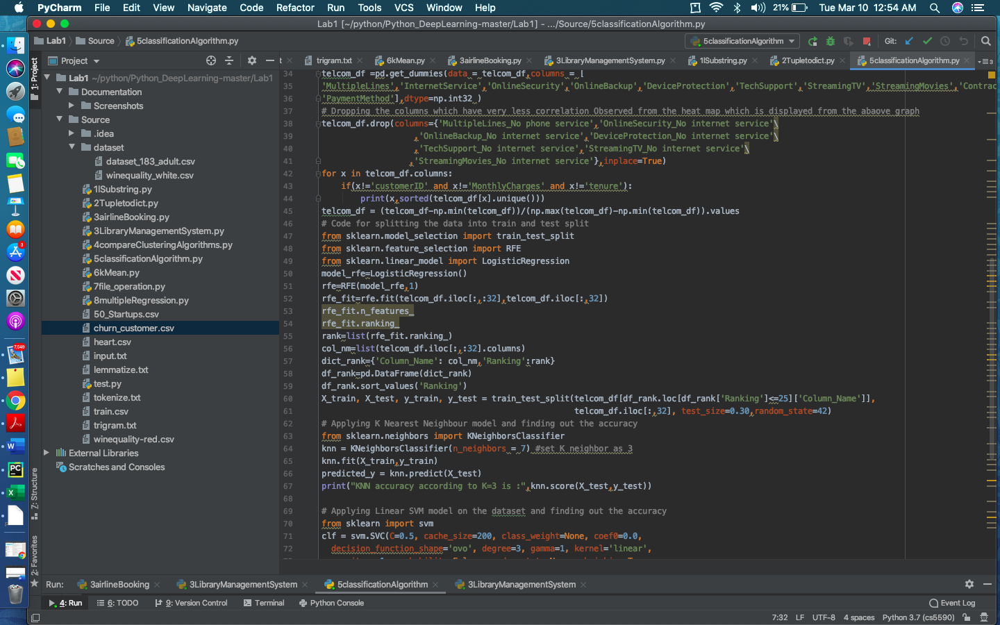 PyCharm File Edit View Navigate Code Refactor Run Tools VCS Window Help 21% Tue Mar 10 12:54 AM
Lab1 [~/python/Python_DeepLearning-master/Lab1] - .../Source/5classificationAlgorithm.py
Lab1 Source 5classificationAlgorithm.py 5classificationAlgorithm Git:
Project trigram.txt 6kMean.py 3airlineBooking.py 3LibraryManagementSystem.py 1lSubstring.py 2Tupletodict.py 5classificationAlgorithm.py
1: Project
Lab1 ~/python/Python_DeepLearning-master/Lab1
Documentation
Screenshots
Source
.idea
dataset
dataset_183_adult.csv
winequality_white.csv
1lSubstring.py
2Tupletodict.py
3airlineBooking.py
3LibraryManagementSystem.py
4compareClusteringAlgorithms.py
5classificationAlgorithm.py
6kMean.py
7file_operation.py
8multipleRegression.py
50_Startups.csv
churn_customer.csv
heart.csv
input.txt
lemmatize.txt
test.py
tokenize.txt
train.csv
trigram.txt
winequality-red.csv
External Libraries
Scratches and Consoles
Z: Structure
2: Favorites
34 telcom_df =pd.get_dummies(data = telcom_df,columns = [
35 'MultipleLines','InternetService','OnlineSecurity','OnlineBackup','DeviceProtection','TechSupport','StreamingTV','StreamingMovies','Contrac
36 'PaymentMethod'],dtype=np.int32 )
37 # Dropping the columns which have very less correlation Observed from the heat map which is displayed from the abaove graph
38 telcom_df.drop(columns={'MultipleLines_No phone service','OnlineSecurity_No internet service'\
39 ,'OnlineBackup_No internet service','DeviceProtection_No internet service'\
40 ,'TechSupport_No internet service','StreamingTV_No internet service'\
41 ,'StreamingMovies_No internet service'},inplace=True)
42 for x in telcom_df.columns:
43 if(x!='customerID' and x!='MonthlyCharges' and x!='tenure'):
44 print(x,sorted(telcom_df[x].unique()))
45 telcom_df = (telcom_df-np.min(telcom_df))/(np.max(telcom_df)-np.min(telcom_df)).values
46 # Code for splitting the data into train and test split
47 from sklearn.model_selection import train_test_split
48 from sklearn.feature_selection import RFE
49 from sklearn.linear_model import LogisticRegression
50 model_rfe=LogisticRegression()
51 rfe=RFE(model_rfe,1)
52 rfe_fit=rfe.fit(telcom_df.iloc[:,:32],telcom_df.iloc[:,32])
53 rfe_fit.n_features_
54 rfe_fit.ranking_
55 rank=list(rfe_fit.ranking_)
56 col_nm=list(telcom_df.iloc[:,:32].columns)
57 dict_rank={'Column_Name': col_nm,'Ranking':rank}
58 df_rank=pd.DataFrame(dict_rank)
59 df_rank.sort_values('Ranking')
60 X_train, X_test, y_train, y_test = train_test_split(telcom_df[df_rank.loc[df_rank['Ranking']<=25]['Column_Name']],
61 telcom_df.iloc[:,32], test_size=0.30,random_state=42)
62 # Applying K Nearest Neighbour model and finding out the accuracy
63 from sklearn.neighbors import KNeighborsClassifier
64 knn = KNeighborsClassifier(n_neighbors = 7) #set K neighbor as 3
65 knn.fit(X_train,y_train)
66 predicted_y = knn.predict(X_test)
67 print("KNN accuracy according to K=3 is :",knn.score(X_test,y_test))
68
69 # Applying Linear SVM model on the dataset and finding out the accuracy
70 from sklearn import svm
71 clf = svm.SVC(C=0.5, cache_size=200, class_weight=None, coef0=0.0,
72 decision_function_shape='ovo', degree=3, gamma=1, kernel='linear',
Run: 3airlineBooking 3LibraryManagementSystem 5classificationAlgorithm 3LibraryManagementSystem
4: Run 6: TODO 9: Version Control Terminal Python Console Event Log
7:32 LF UTF-8 4 spaces Python 3.7 (cs5590)